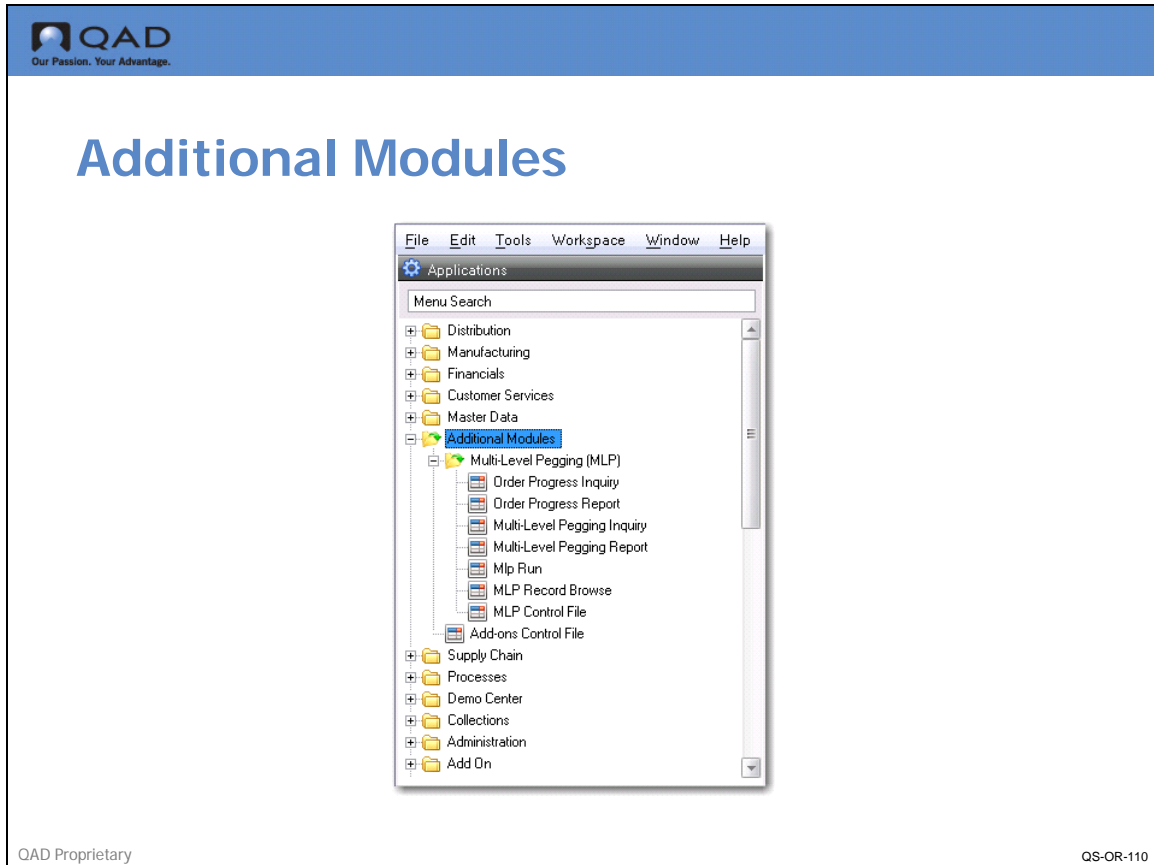 QAD
Our Passion. Your Advantage.
Additional Modules
File Edit Tools Workspace Window Help
Applications
Menu Search
Distribution
Manufacturing
Financials
Customer Services
Master Data
Additional Modules
Multi-Level Pegging (MLP)
Order Progress Inquiry
Order Progress Report
Multi-Level Pegging Inquiry
Multi-Level Pegging Report
Mlp Run
MLP Record Browse
MLP Control File
Add-ons Control File
Supply Chain
Processes
Demo Center
Collections
Administration
Add On
QAD Proprietary
QS-OR-110